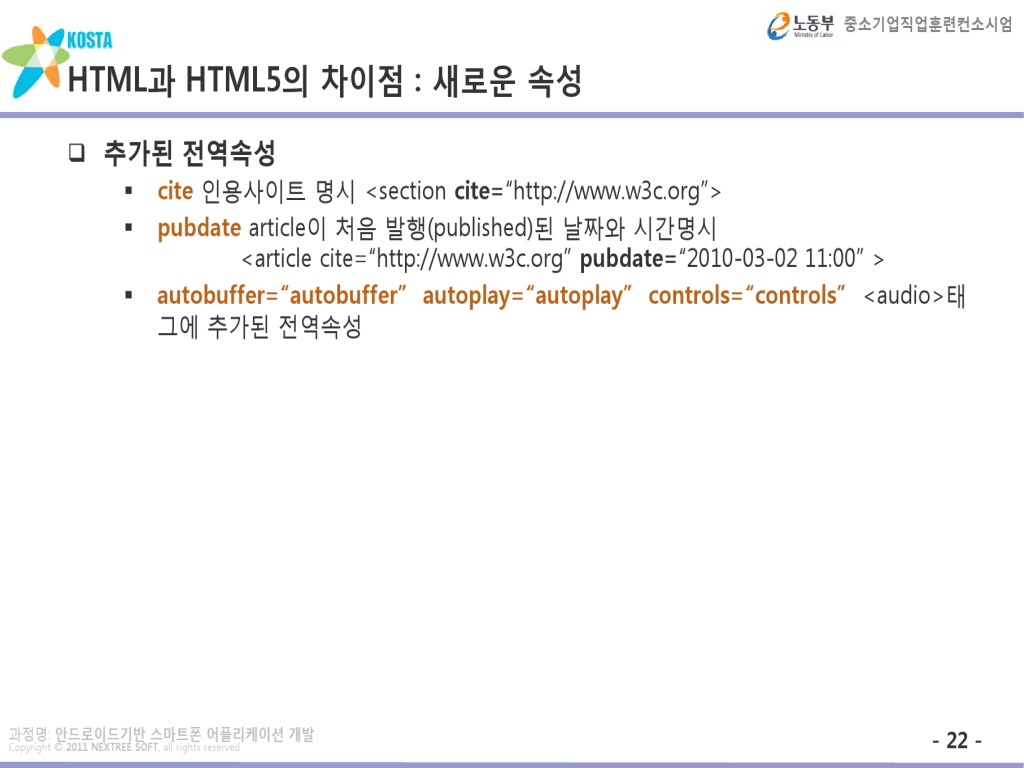 노동부
Ministry of Labor
중소기업직업훈련컨소시엄
KOSTA
HTML과 HTML5의 차이점 : 새로운 속성
❑ 추가된 전역속성
▪ cite 인용사이트 명시 <section cite=“http://www.w3c.org”>
▪ pubdate article이 처음 발행(published)된 날짜와 시간명시
<article cite=“http://www.w3c.org” pubdate=“2010-03-02 11:00” >
▪ autobuffer=“autobuffer” autoplay=“autoplay” controls=“controls” <audio>태
그에 추가된 전역속성
과정명: 안드로이드기반 스마트폰 어플리케이션 개발
Copyright © 2011 NEXTREE SOFT, all rights reserved
- 22 -